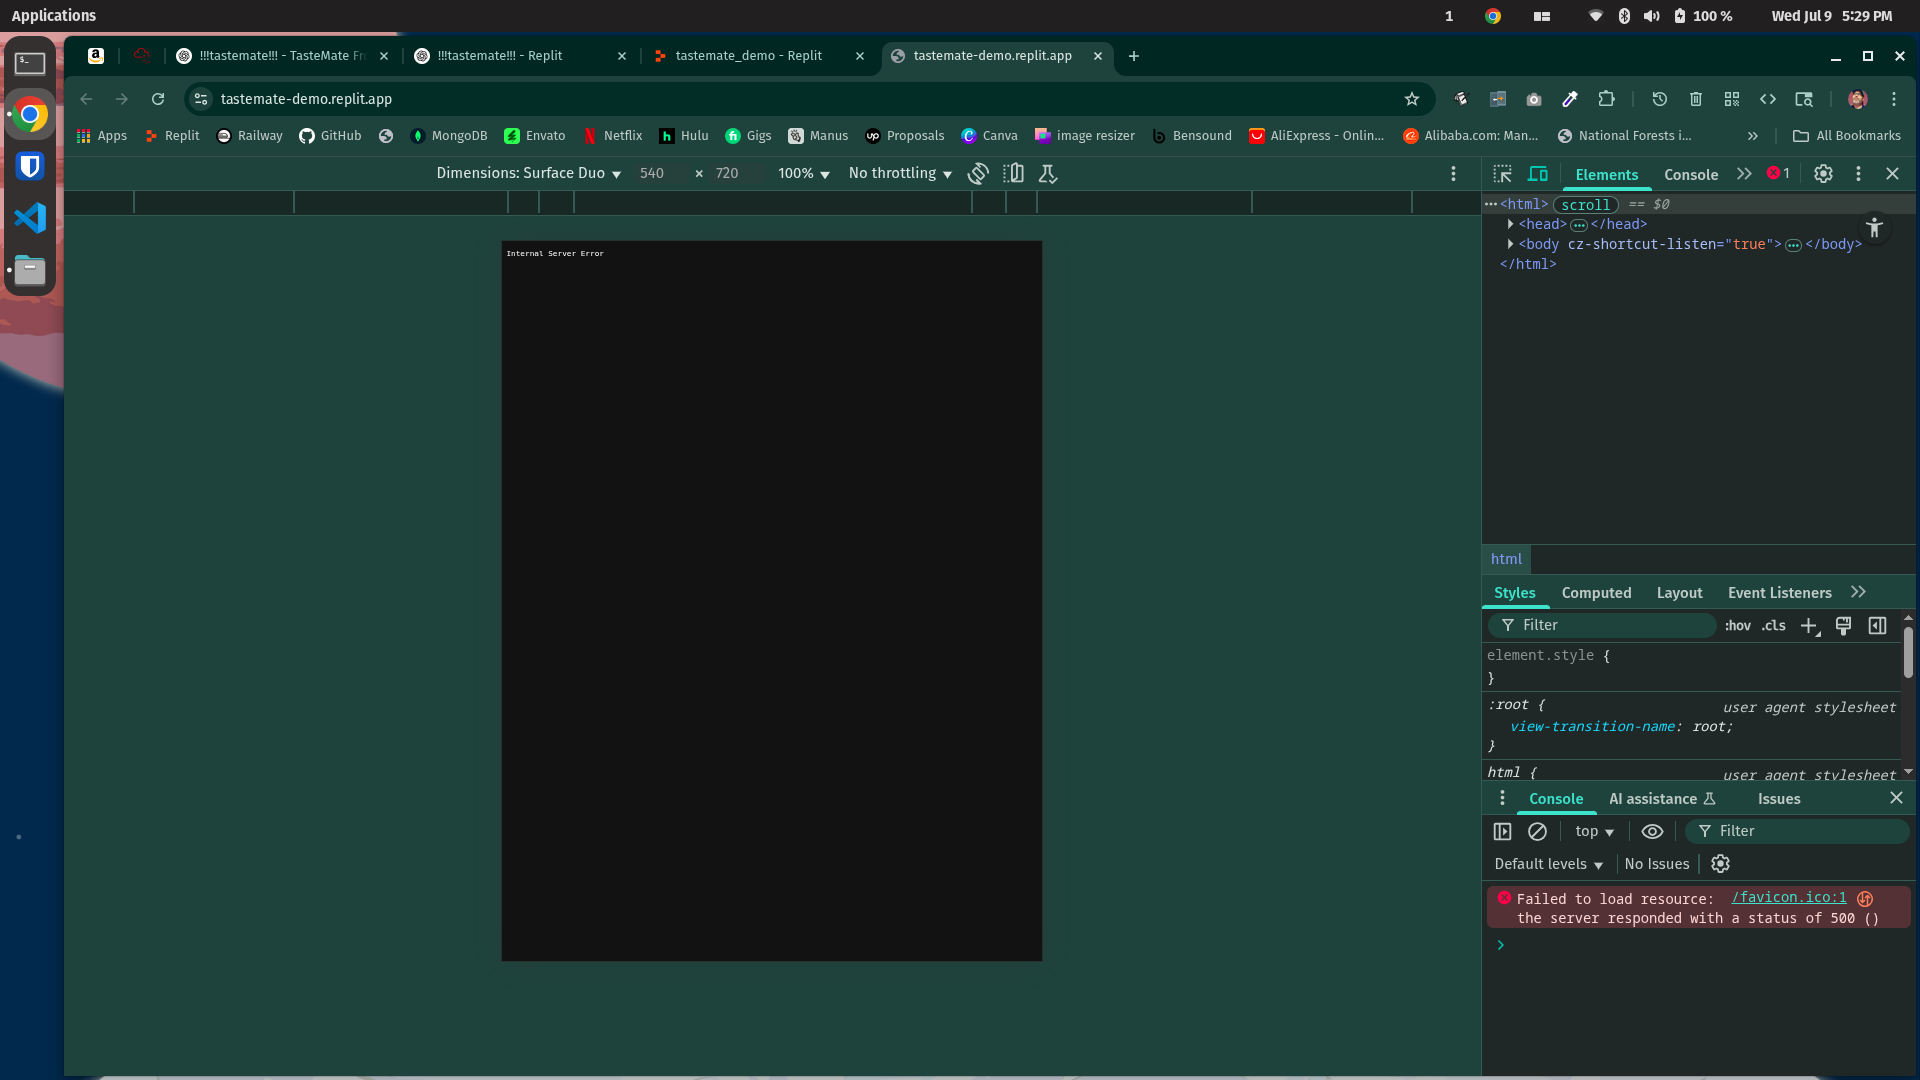 Applications
1
100 %
Wed Jul 9 5:29 PM
!!!tastemate!!! - TasteMate Fr
!!!tastemate!!! - Replit
tastemate_demo - Replit
tastemate-demo.replit.app
tastemate-demo.replit.app
Apps
Replit
Railway
GitHub
MongoDB
Envato
Netflix
Hulu
Gigs
Manus
Proposals
Canva
image resizer
Bensound
AliExpress - Onlin...
Alibaba.com: Man...
National Forests i...
All Bookmarks
Dimensions: Surface Duo
540
×
720
100%
No throttling
Elements
Console
1
<html> scroll == $0
<head>
</head>
<body cz-shortcut-listen="true">
</body>
</html>
Internal Server Error
html
Styles
Computed
Layout
Event Listeners
Filter
:hov
.cls
element.style {
}
:root {
user agent stylesheet
view-transition-name: root;
}
html {
user agent stylesheet
Console
AI assistance
Issues
top
Filter
Default levels
No Issues
Failed to load resource: /favicon.ico:1
the server responded with a status of 500 ()